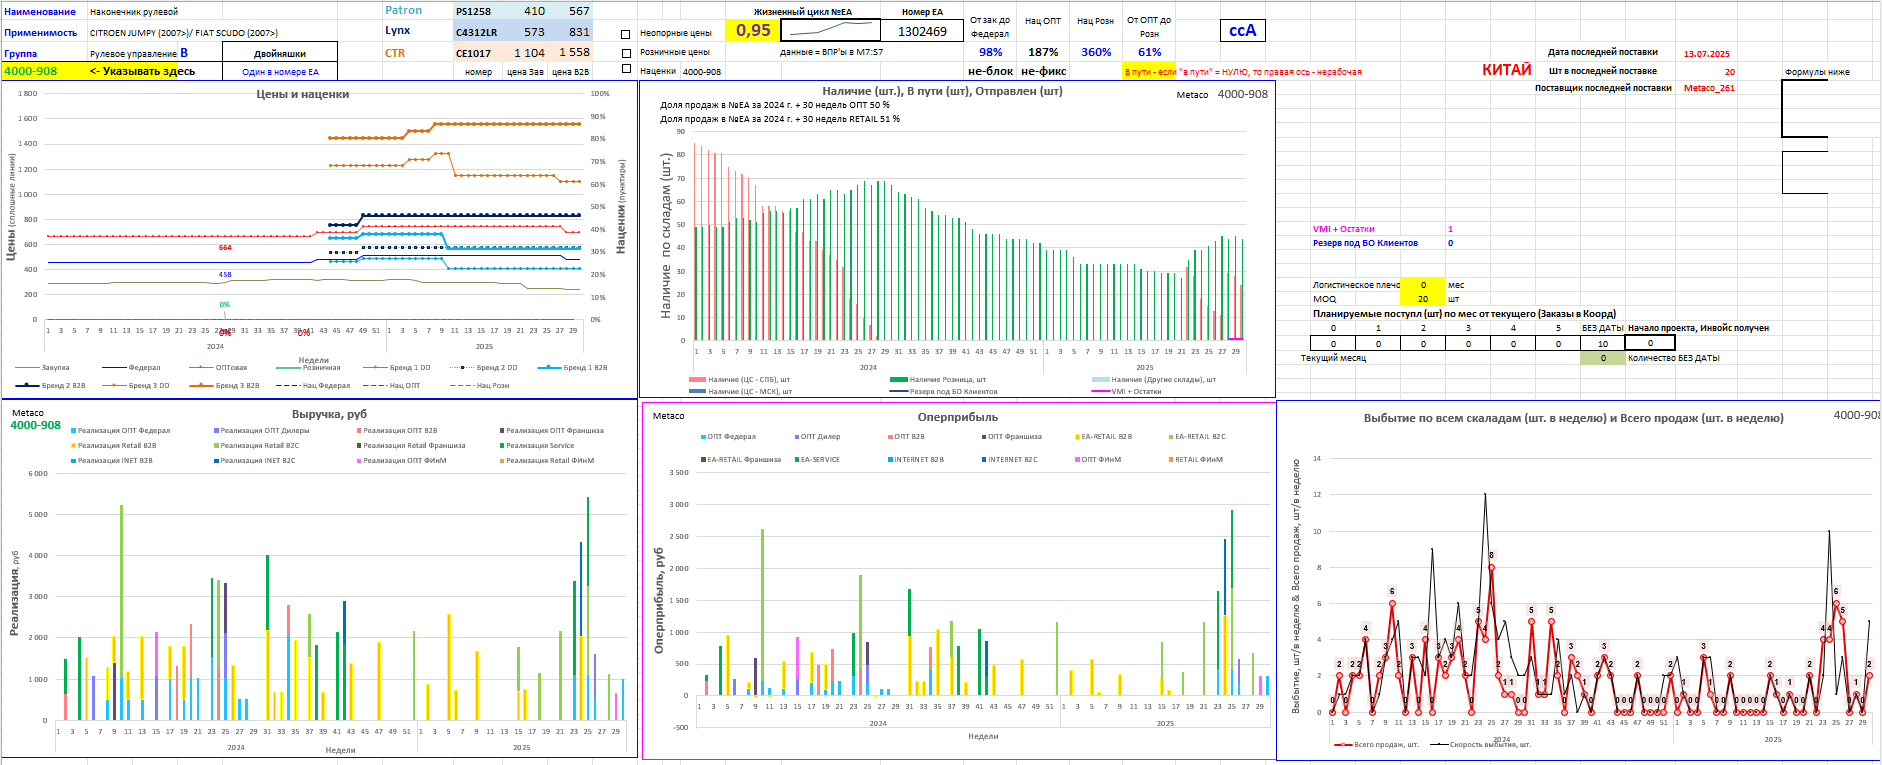 Наименование Наконечник рулевой
Применимость CITROEN JUMPY (2007>)/ FIAT SCUDO (2007>)
Группа Рулевое управление B Двойняшки
4000-908 <- Указывать здесь Один в номере EA
Patron PS1258 410 567
Lynx C4312LR 573 831
CTR CE1017 1 104 1 558
номер цена Зав цена B2B
Неопорные цены 0,95
Розничные цены
Наценки 4000-908
Жизненный цикл №EA Номер EA
1302469
данные = ВПР'ы в M7:S7
От зак до Федерал Нац ОПТ Нац Розн От ОПТ до Розн
98% 187% 360% 61%
не-блок не-фикс
В пути - если "в пути" = НУЛЮ, то правая ось - нерабочая
ccA
КИТАЙ
Дата последней поставки 13.07.2025
Шт в последней поставке 20
Поставщик последней поставки Metaco_261
Формулы ниже
Цены и наценки
Цены (сплошные линии)
Наценки (пунктиры)
1 800
1 600
1 400
1 200
1 000
800
600
400
200
0
100%
90%
80%
70%
60%
50%
40%
30%
20%
10%
0%
664
458
0%
0%
1 3 5 7 9 11 13 15 17 19 21 23 25 27 29 31 33 35 37 39 41 43 45 47 49 51 1 3 5 7 9 11 13 15 17 19 21 23 25 27 29
2024 2025
Недели
Закупка Федерал ОПТовая Розничная Бренд 1 DD Бренд 2 DD Бренд 1 B2B
Бренд 2 B2B Бренд 3 DD Бренд 3 B2B Нац Федерал Нац ОПТ Нац Розн
Наличие (шт.), В пути (шт), Отправлен (шт)
Metaco 4000-908
Доля продаж в №EA за 2024 г. + 30 недель ОПТ 50 %
Доля продаж в №EA за 2024 г. + 30 недель RETAIL 51 %
Наличие по складам (шт.)
90
80
70
60
50
40
30
20
10
0
1 3 5 7 9 11 13 15 17 19 21 23 25 27 29 31 33 35 37 39 41 43 45 47 49 51 1 3 5 7 9 11 13 15 17 19 21 23 25 27 29
2024 2025
Наличие (ЦС - СПБ), шт Наличие Розница, шт Наличие (Другие склады), шт
Наличие (ЦС - МСК), шт Резерв под БО Клиентов VMI + Остатки
VMI + Остатки 1
Резерв под БО Клиентов 0
Логистическое плечо 0 мес
MOQ 20 шт
Планируемые поступл (шт) по мес от текущего (Заказы в Коорд)
0 1 2 3 4 5 БЕЗ ДАТЫ Начало проекта, Инвойс получен
0 0 0 0 0 0 10 0
Текущий месяц 0 Количество БЕЗ ДАТЫ
Metaco
4000-908
Выручка, руб
Реализация ОПТ Федерал Реализация ОПТ Дилеры Реализация ОПТ B2B Реализация ОПТ Франшиза
Реализация Retail B2B Реализация Retail B2C Реализация Retail Франшиза Реализация Service
Реализация INET B2B Реализация INET B2C Реализация ОПТ ФИнМ Реализация Retail ФинМ
Реализация, руб
6 000
5 000
4 000
3 000
2 000
1 000
0
1 3 5 7 9 11 13 15 17 19 21 23 25 27 29 31 33 35 37 39 41 43 45 47 49 51 1 3 5 7 9 11 13 15 17 19 21 23 25 27 29
2024 2025
Недели
Metaco
Оперприбыль
ОПТ Федерал ОПТ Дилер ОПТ B2B ОПТ Франшиза EA-RETAIL B2B EA-RETAIL B2C
EA-RETAIL Франшиза EA-SERVICE INTERNET B2B INTERNET B2C ОПТ ФИнМ RETAIL ФИнМ
Оперприбыль, руб
3 500
3 000
2 500
2 000
1 500
1 000
500
0
-500
1 3 5 7 9 11 13 15 17 19 21 23 25 27 29 31 33 35 37 39 41 43 45 47 49 51 1 3 5 7 9 11 13 15 17 19 21 23 25 27 29
2024 2025
Недели
Выбытие по всем скаладам (шт. в неделю) и Всего продаж (шт. в неделю)
4000-908
Выбытие, шт/в неделю & Всего продаж, шт/в неделю
14
12
10
8
6
4
2
0
1 3 5 7 9 11 13 15 17 19 21 23 25 27 29 31 33 35 37 39 41 43 45 47 49 51 1 3 5 7 9 11 13 15 17 19 21 23 25 27 29
2024 2025
Всего продаж, шт. Скорость выбытия, шт.